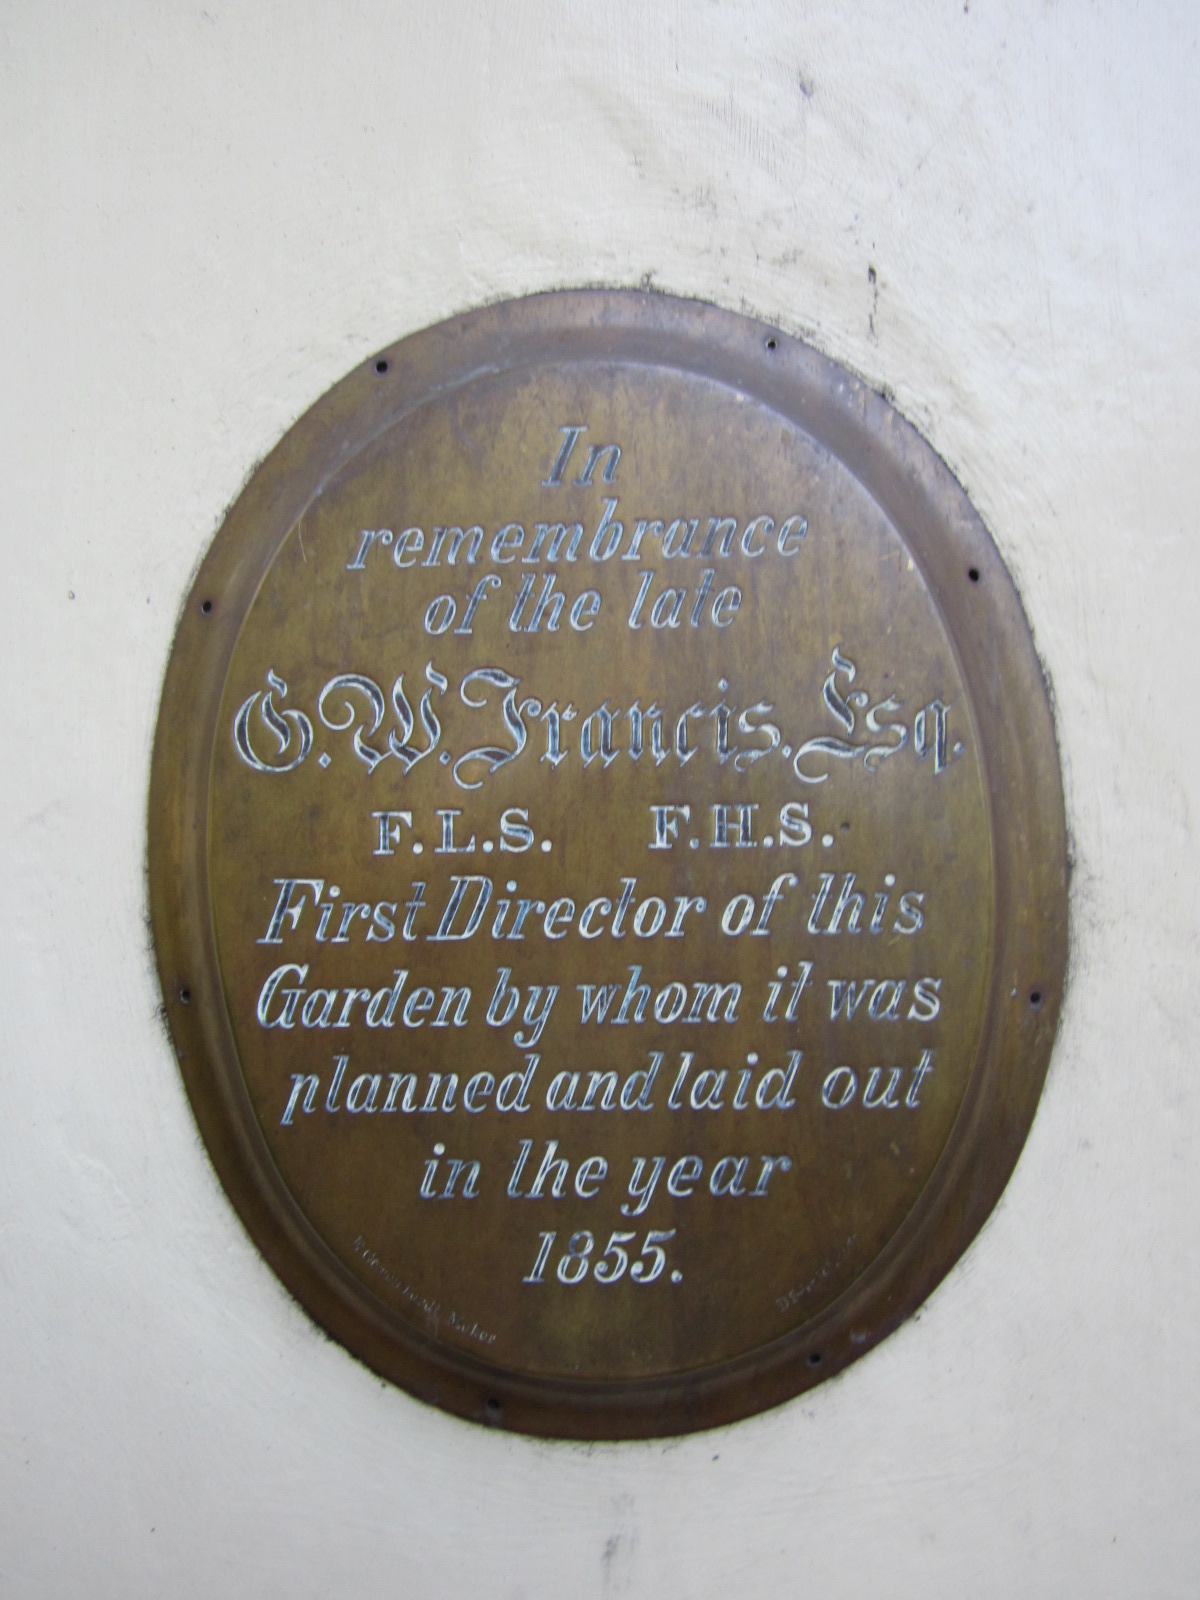 In
remembrance
of the late
G. W. Francis. Esq.
F.L.S. F.H.S.
First Director of this
Garden by whom it was
planned and laid out
in the year
1855.
Maker